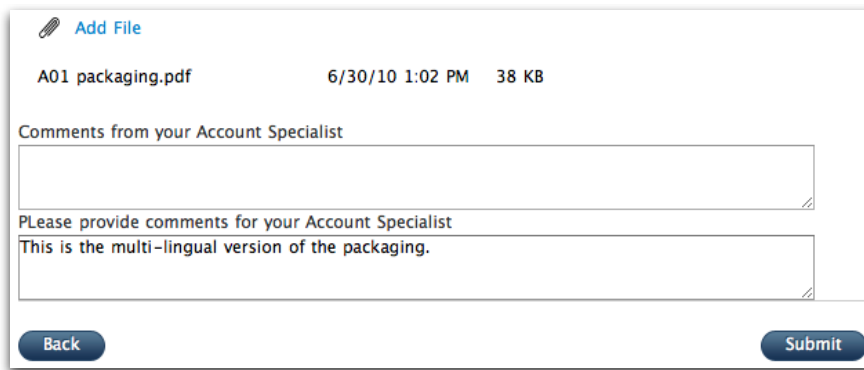 Add File
A01 packaging.pdf 6/30/10 1:02 PM 38 KB
Comments from your Account Specialist
PLease provide comments for your Account Specialist
This is the multi-lingual version of the packaging.
Back Submit